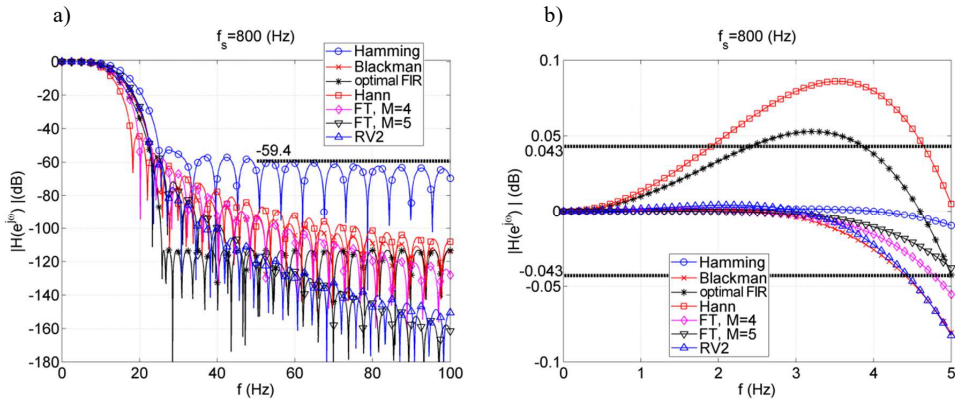 a)
f_s=800 (Hz)
|H(e^jω) |(dB)
0
-20
-40
-60
-80
-100
-120
-140
-160
-180
-59.4
Hamming
Blackman
optimal FIR
Hann
FT, M=4
FT, M=5
RV2
0 20 40 60 80 100
f (Hz)
b)
f_s=800 (Hz)
|H(e^jω) | (dB)
0.1
0.05
0.043
0
-0.043
-0.05
-0.1
Hamming
Blackman
optimal FIR
Hann
FT, M=4
FT, M=5
RV2
0 1 2 3 4 5
f (Hz)